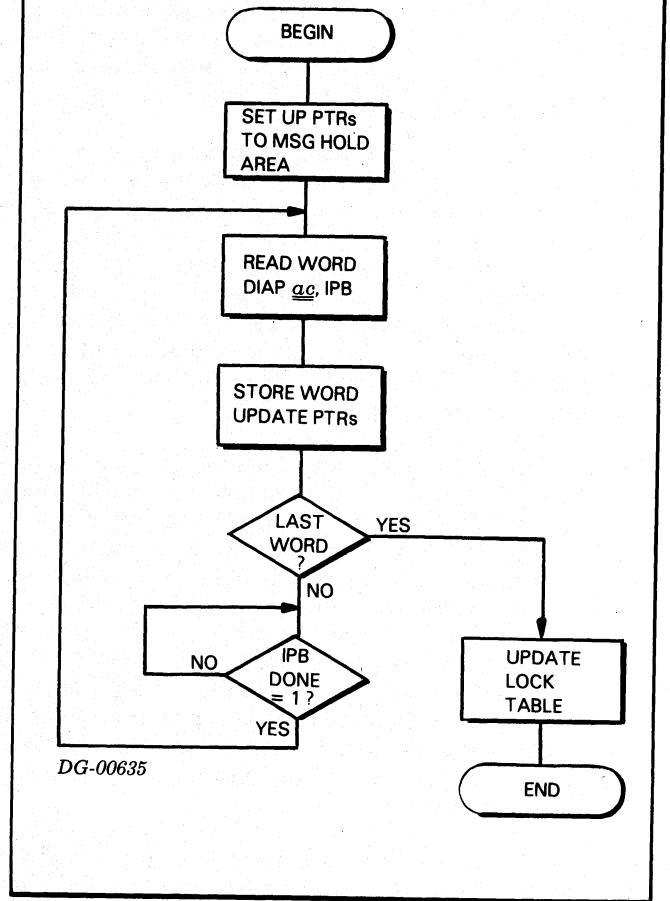 BEGIN
SET UP PTRs
TO MSG HOLD
AREA
READ WORD
DIAP ac, IPB
STORE WORD
UPDATE PTRs
LAST
WORD
?
YES
NO
IPB
DONE
= 1 ?
NO
YES
UPDATE
LOCK
TABLE
END
DG-00635